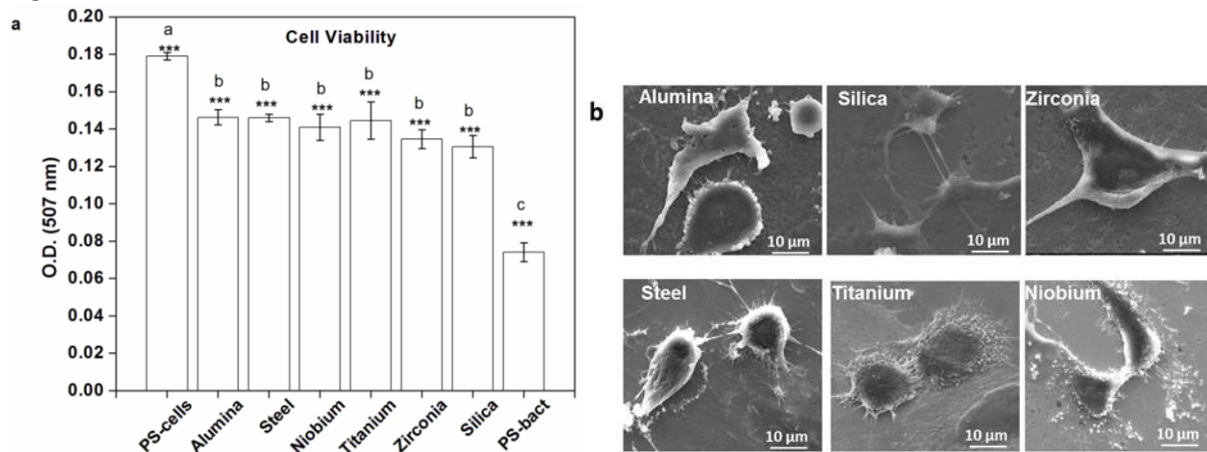 a
Cell Viability
O.D. (507 nm)
0.20
0.18
0.16
0.14
0.12
0.10
0.08
0.06
0.04
0.02
0.00
a
***
b
***
b
***
b
***
b
***
b
***
b
***
c
***
PS-cells
Alumina
Steel
Niobium
Titanium
Zirconia
Silica
PS-bact
b
Alumina
10 µm
Silica
10 µm
Zirconia
10 µm
Steel
10 µm
Titanium
10 µm
Niobium
10 µm